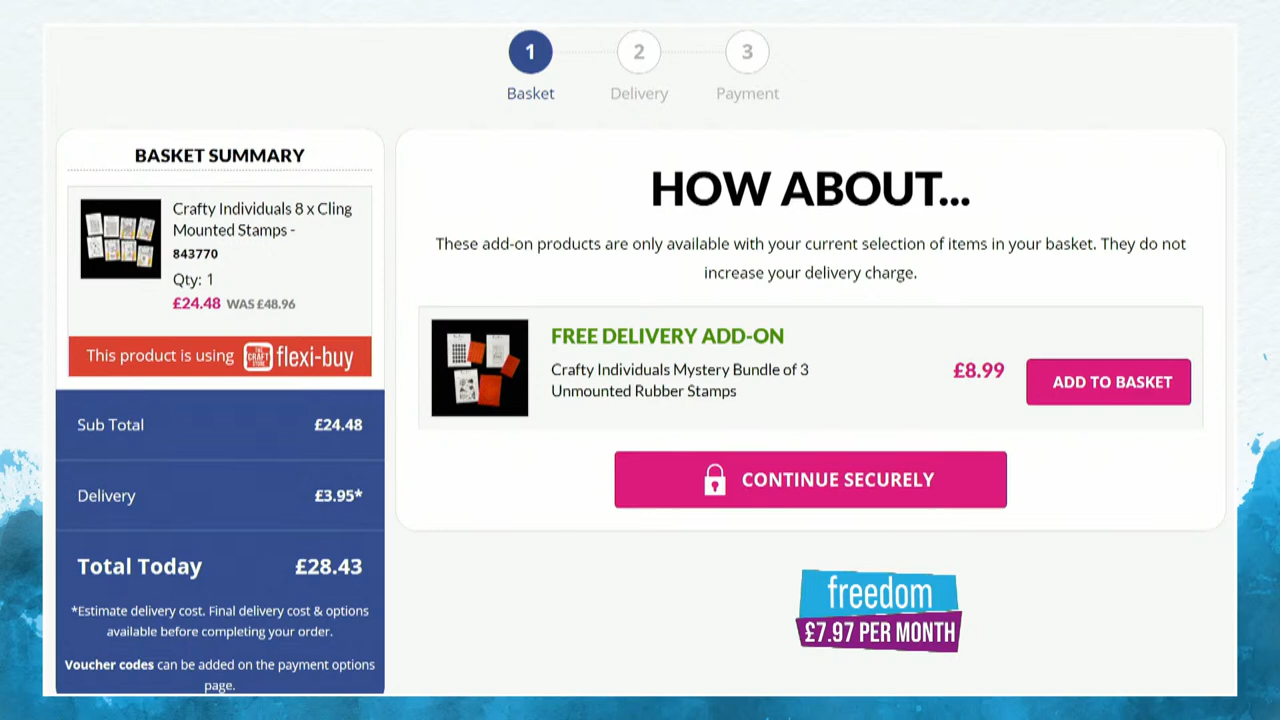 1
2
3
Basket
Delivery
Payment
BASKET SUMMARY
Crafty Individuals 8 x Cling
Mounted Stamps -
843770
Qty: 1
£24.48 WAS £48.96
This product is using THE CRAFT STORE flexi-buy
Sub Total £24.48
Delivery £3.95*
Total Today £28.43
*Estimate delivery cost. Final delivery cost & options
available before completing your order.
Voucher codes can be added on the payment options
page.
HOW ABOUT...
These add-on products are only available with your current selection of items in your basket. They do not
increase your delivery charge.
FREE DELIVERY ADD-ON
Crafty Individuals Mystery Bundle of 3
Unmounted Rubber Stamps
£8.99
ADD TO BASKET
CONTINUE SECURELY
freedom
£7.97 PER MONTH